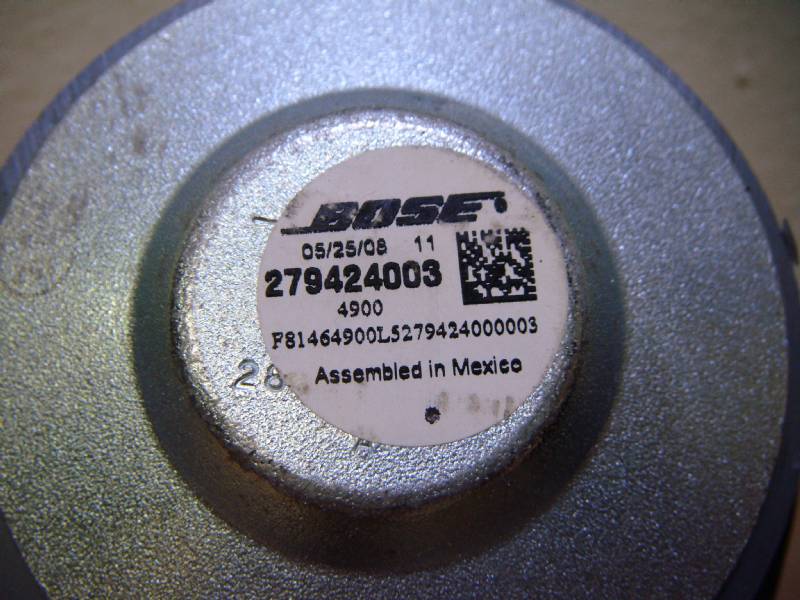 BOSE
05/25/08 11
279424003
4900
F81464900L5279424000003
Assembled in Mexico
28